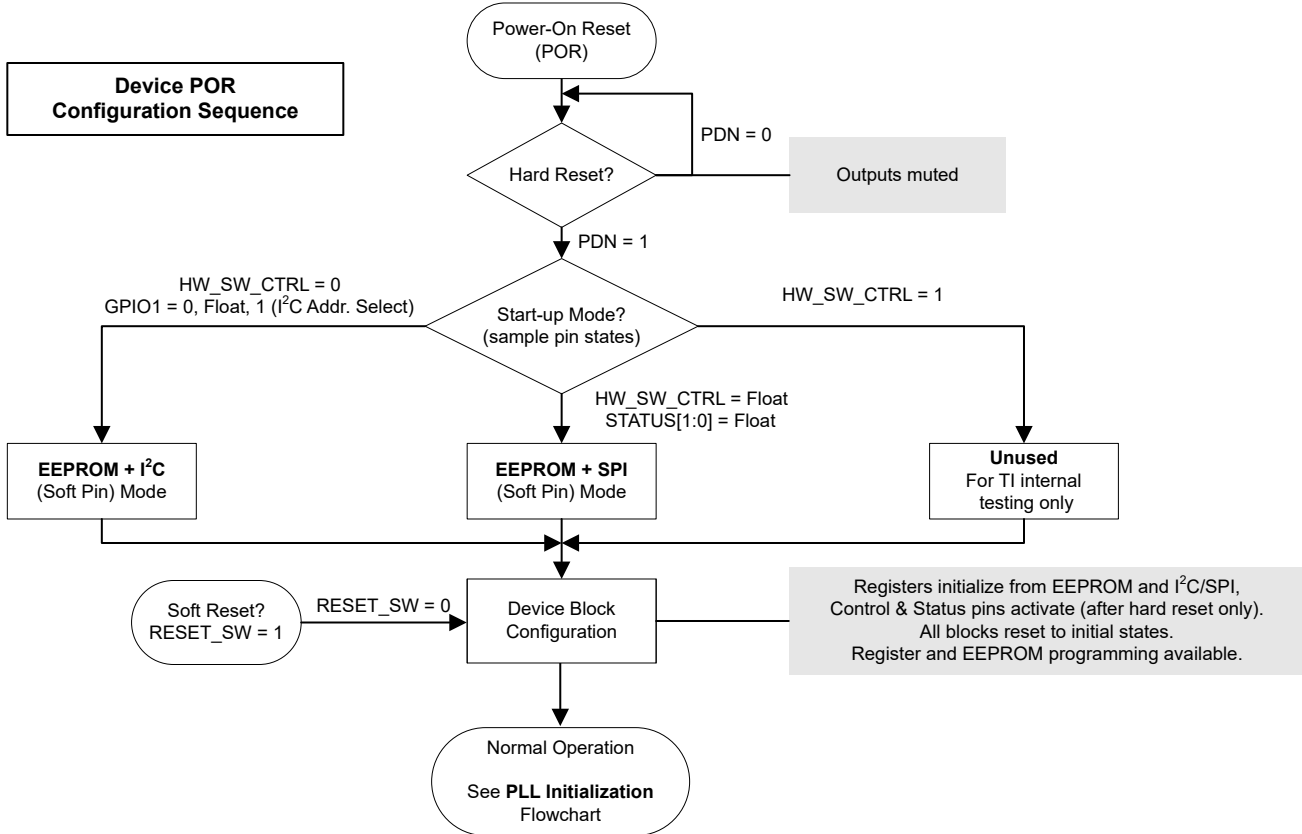 Power-On Reset
(POR)
Device POR
Configuration Sequence
PDN = 0
Hard Reset?
Outputs muted
PDN = 1
HW_SW_CTRL = 0
GPIO1 = 0, Float, 1 (I²C Addr. Select)
Start-up Mode?
(sample pin states)
HW_SW_CTRL = 1
HW_SW_CTRL = Float
STATUS[1:0] = Float
EEPROM + I²C
(Soft Pin) Mode
EEPROM + SPI
(Soft Pin) Mode
Unused
For TI internal
testing only
Soft Reset?
RESET_SW = 1
RESET_SW = 0
Device Block
Configuration
Registers initialize from EEPROM and I²C/SPI,
Control & Status pins activate (after hard reset only).
All blocks reset to initial states.
Register and EEPROM programming available.
Normal Operation
See PLL Initialization
Flowchart